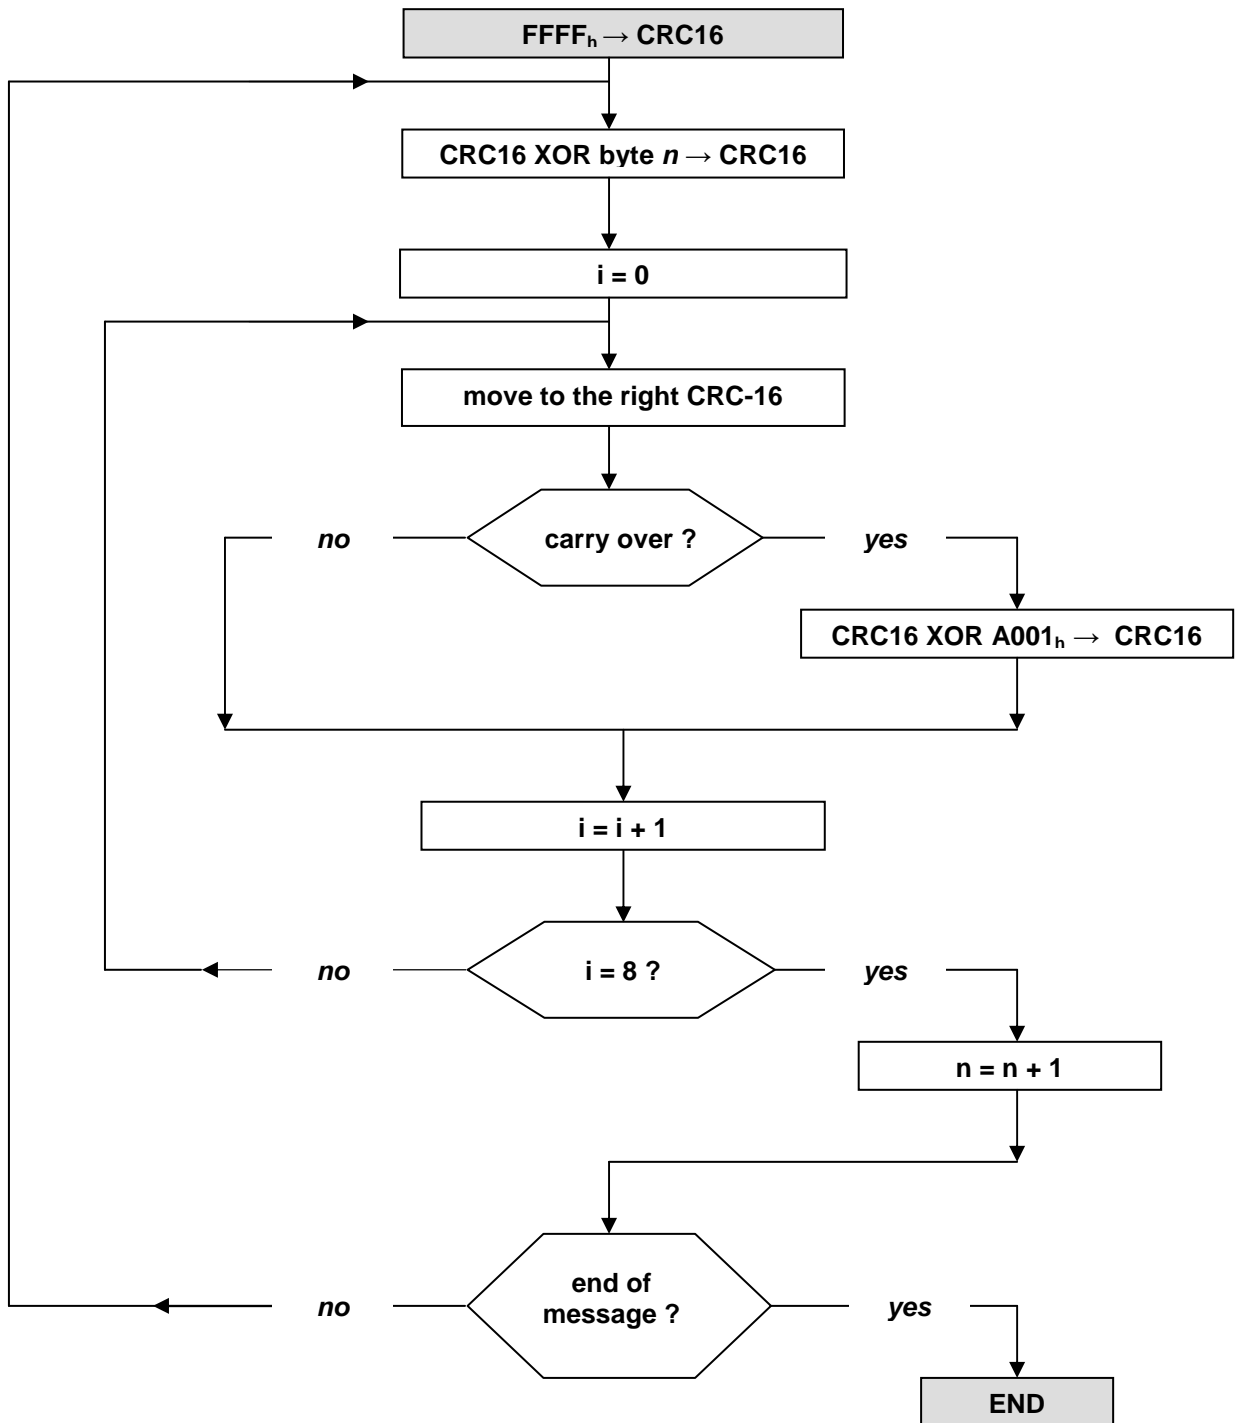 FFFFₕ → CRC16
CRC16 XOR byte n → CRC16
i = 0
move to the right CRC-16
no
carry over ?
yes
CRC16 XOR A001ₕ → CRC16
i = i + 1
no
i = 8 ?
yes
n = n + 1
end of
message ?
no
yes
END